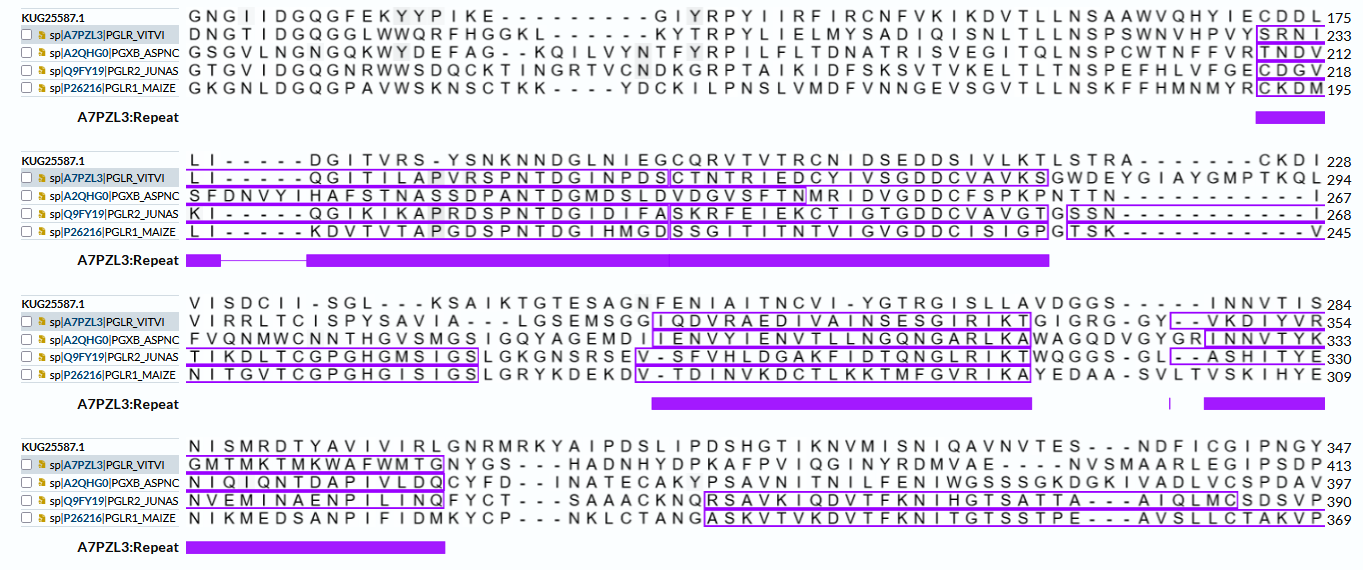 KUG25587.1 GNGIIDGQGFEKYYPIKE---------GIYRPYIIRFIRCNFVKIKDVTLLNSAAWVQHYIECDDL 175
sp|A7PZL3|PGLR_VITVI DNGTIDGQGGLWWQRFHGGKL-------KYTRPYLIELMYSADIQISNLTLLNSPSWNVHPVYSRNI 233
sp|A2QHG0|PGXB_ASPNC GSGVLNGNGQKWYDEFAG--KQILVYNTFYRPILFLTDNATRISVEGITQLNSPCWTNFFVRTNDV 212
sp|Q9FY19|PGLR2_JUNAS GTGVIDGQGNRWWSDQCKTINGRTVCNDKGRPTAIKIDFSKSVTVKELTLTNSPEFHLVFGECDGV 218
sp|P26216|PGLR1_MAIZE GKGNLDGQGPAVWSKNSCTKK----YDCKILPNSLVMDFVNNGEVSGVTLLNSKFFHMNMYRCKDM 195
A7PZL3:Repeat
KUG25587.1 LI-----DGITVRS-YSNKNNDGLNIEGCQRVTVTRCNIDSEDDSIVLKTLSTRA-------CKDI 228
sp|A7PZL3|PGLR_VITVI LI-----QGITILAPVRSPNTDGINPDSCTNTRIEDCYIVSGDDCVAVKSGWDEYGIAYGMPTKQL 294
sp|A2QHG0|PGXB_ASPNC SFDNVYIHAFSTNASSDPANTDGMDSLDVDGVSFTNMRIDVGDDCFSPKPNTTN-----------I 267
sp|Q9FY19|PGLR2_JUNAS KI-----QGIKIKAPRDSPNTDGIDIFASKRFEIEKCTIGTGDDCVAVGTGSSN-----------I 268
sp|P26216|PGLR1_MAIZE LI-----KDVTVTAPGDSPNTDGIHMGDSSGITITNTVIGVGDDCISIGPGTSK-----------V 245
A7PZL3:Repeat
KUG25587.1 VISDCII-SGL---KSAIKTGTESAGNFENIAITNCVI-YGTRGISLLAVDGGS-----INNVTIS 284
sp|A7PZL3|PGLR_VITVI VIRRLTCISPYSAVIA---LGSEMSGGIQDVRAEDIVAINSESGIRIKTGIGRG-GY--VKDIYVR 354
sp|A2QHG0|PGXB_ASPNC FVQNMWCNNTHGVSMGSIGQYAGEMDIIENVYIENVTLLNGQNGARLKAWAGQDVGYGRINNVTYK 333
sp|Q9FY19|PGLR2_JUNAS TIKDLTCGPGHGMSIGSLGKGNSRSEV-SFVHLDGAKFIDTQNGLRIKTWQGGS-GL--ASHITYE 330
sp|P26216|PGLR1_MAIZE NITGVTCGPGHGISIGSLGRYKDEKDV-TDINVKDCTLKKTMFGVRIKAYEDAA-SVLTVSKIHYE 309
A7PZL3:Repeat
KUG25587.1 NISMRDTYAVIVIRLGNRMRKYAIPDSLIPDSHGTIKNVMISNIQAVNVTES---NDFICGIPNGY 347
sp|A7PZL3|PGLR_VITVI GMTMKTMKWAFWMTGNYGS---HADNHYDPKAFPVIQGINYRDMVAE----NVSMAARLEGIPSDP 413
sp|A2QHG0|PGXB_ASPNC NIQIQNTDAPIVLDQCYFD---INATECAKYPSAVNITNILFENIWGSSSGKDGKIVADLVCSPDAV 397
sp|Q9FY19|PGLR2_JUNAS NVEMINAENPILINQFYCT---SAAACKNQRSAVKIQDVTFKNIHGTSATTA---AIQLMCSDSVP 390
sp|P26216|PGLR1_MAIZE NIKMEDSANPIFIDMKYCP---NKLCTANGASKVTVKDVTFKNITGTSSTPE---AVSLLCTAKVP 369
A7PZL3:Repeat